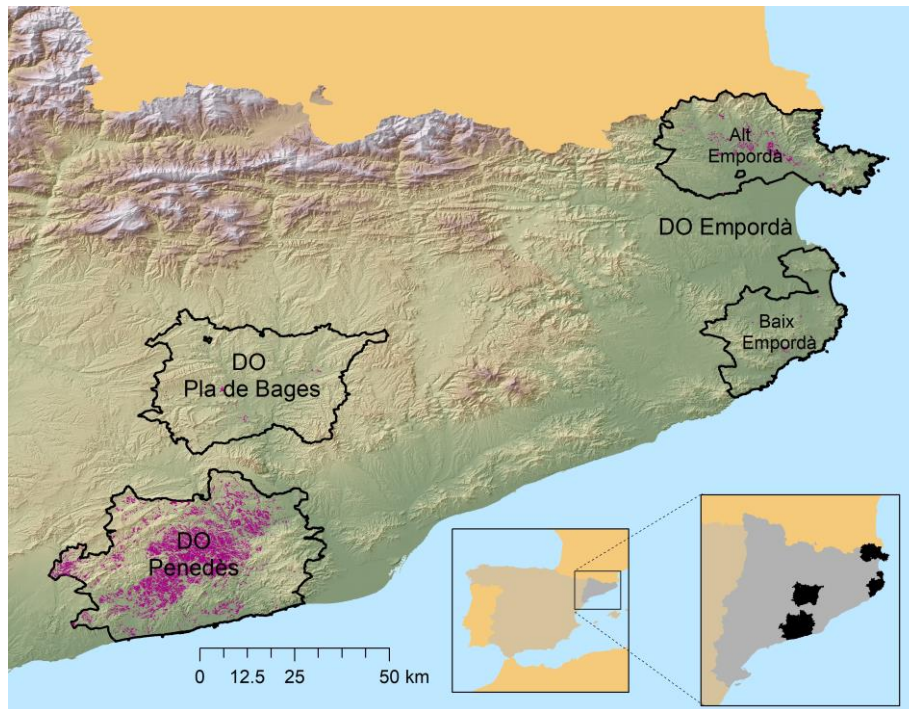 Alt
Empordà
DO Empordà
Baix
Empordà
DO
Pla de Bages
DO
Penedès
0 12.5 25 50 km